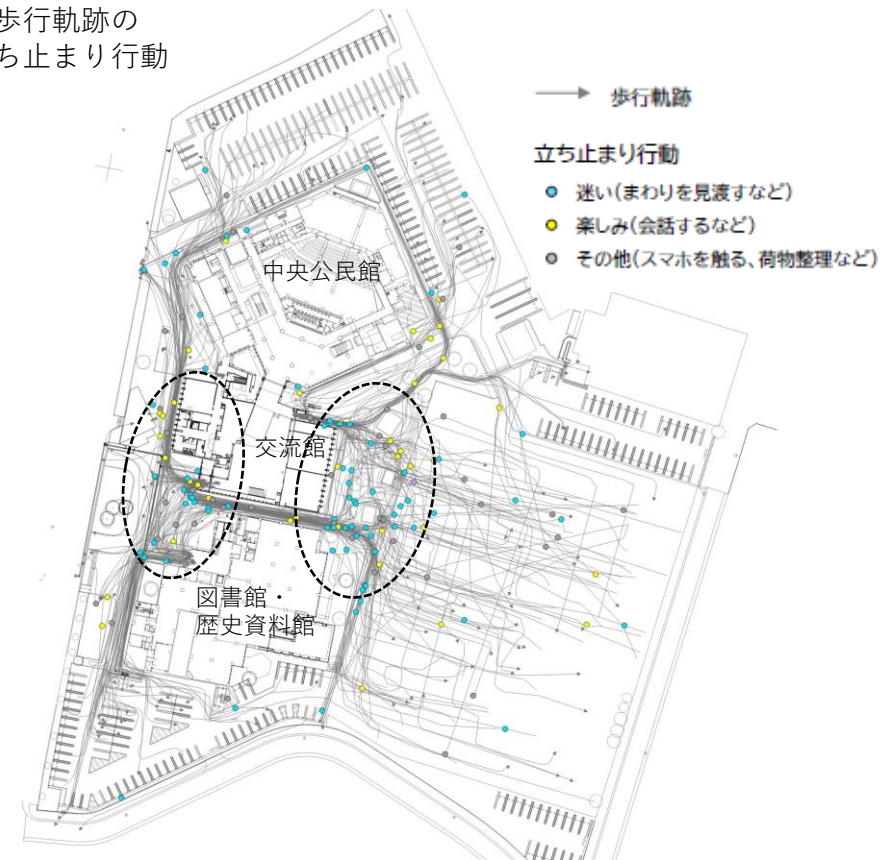 歩行軌跡の
ち止まり行動
歩行軌跡
立ち止まり行動
迷い(まわりを見渡すなど)
楽しみ(会話するなど)
その他(スマホを触る、荷物整理など)
中央公民館
交流館
図書館・
歴史資料館